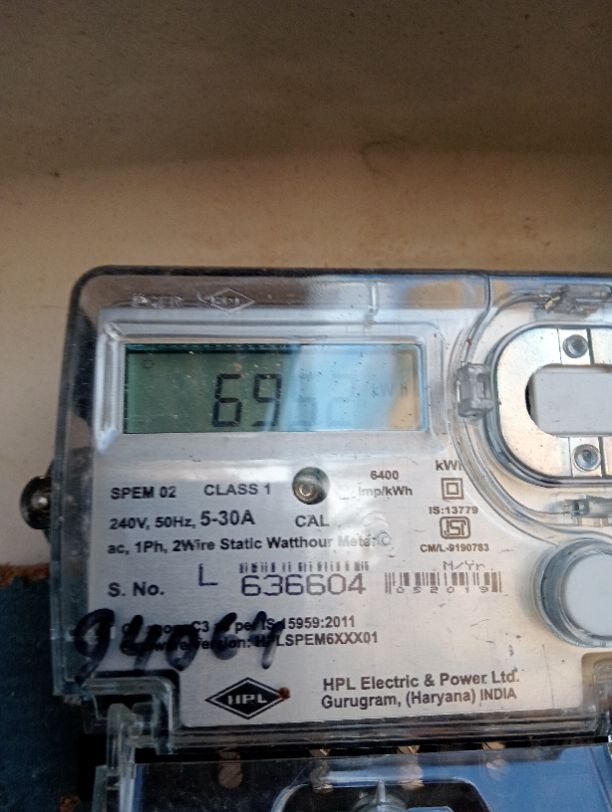 HPL
kWh
SPEM 02 CLASS 1 6400 kWh
imp/kWh
240V, 50Hz, 5-30A CAL IS:13779
CM/L-9190783
ac, 1Ph, 2Wire Static Watthour Meter
M/Yr.
S. No. L 636604 052019
15959:2011
HPLSPEM6XXX01
HPL
HPL Electric & Power Ltd.
Gurugram, (Haryana) INDIA